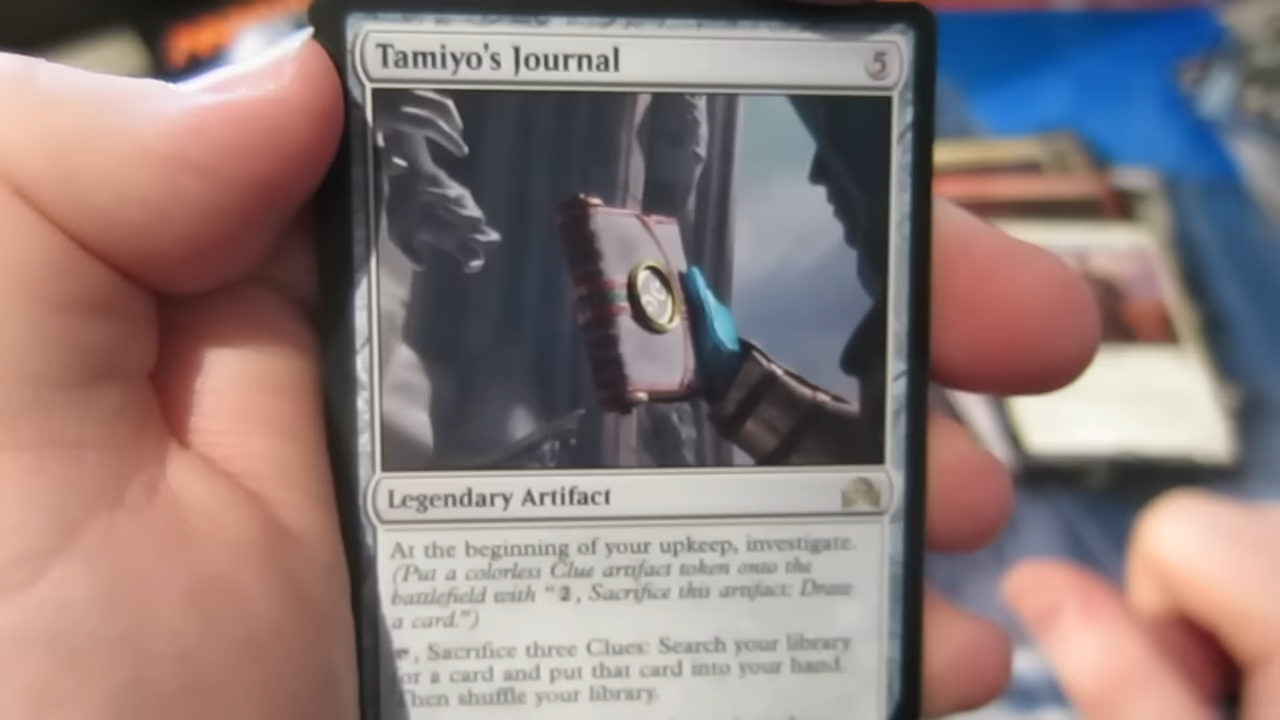 Tamiyo's Journal 5
Legendary Artifact
At the beginning of your upkeep, investigate.
(Put a colorless Clue artifact token onto the
battlefield with "2, Sacrifice this artifact: Draw
a card.")
, Sacrifice three Clues: Search your library
or a card and put that card into your hand.
Then shuffle your library.